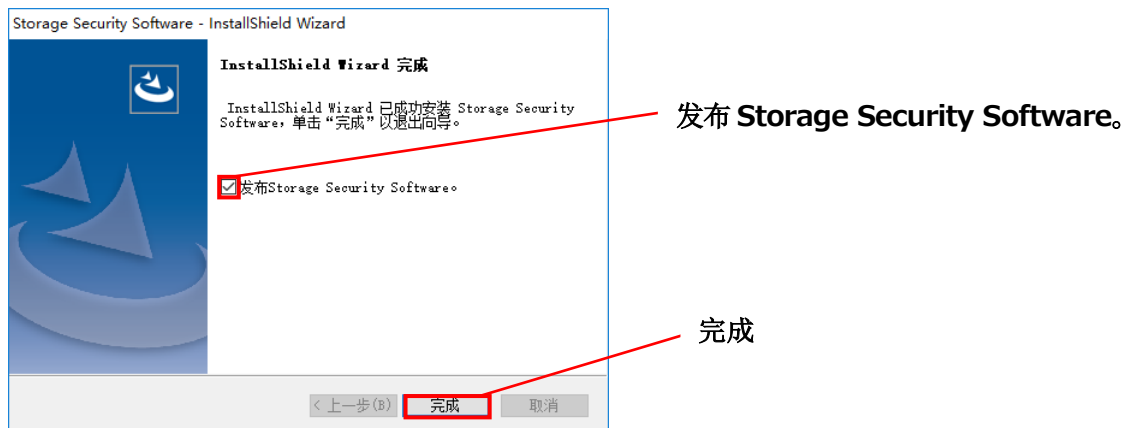 Storage Security Software - InstallShield Wizard
InstallShield Wizard 完成
InstallShield Wizard 已成功安装 Storage Security
Software，单击“完成”以退出向导。
发布 Storage Security Software。
发布Storage Security Software。
完成
< 上一步(B)
完成
取消